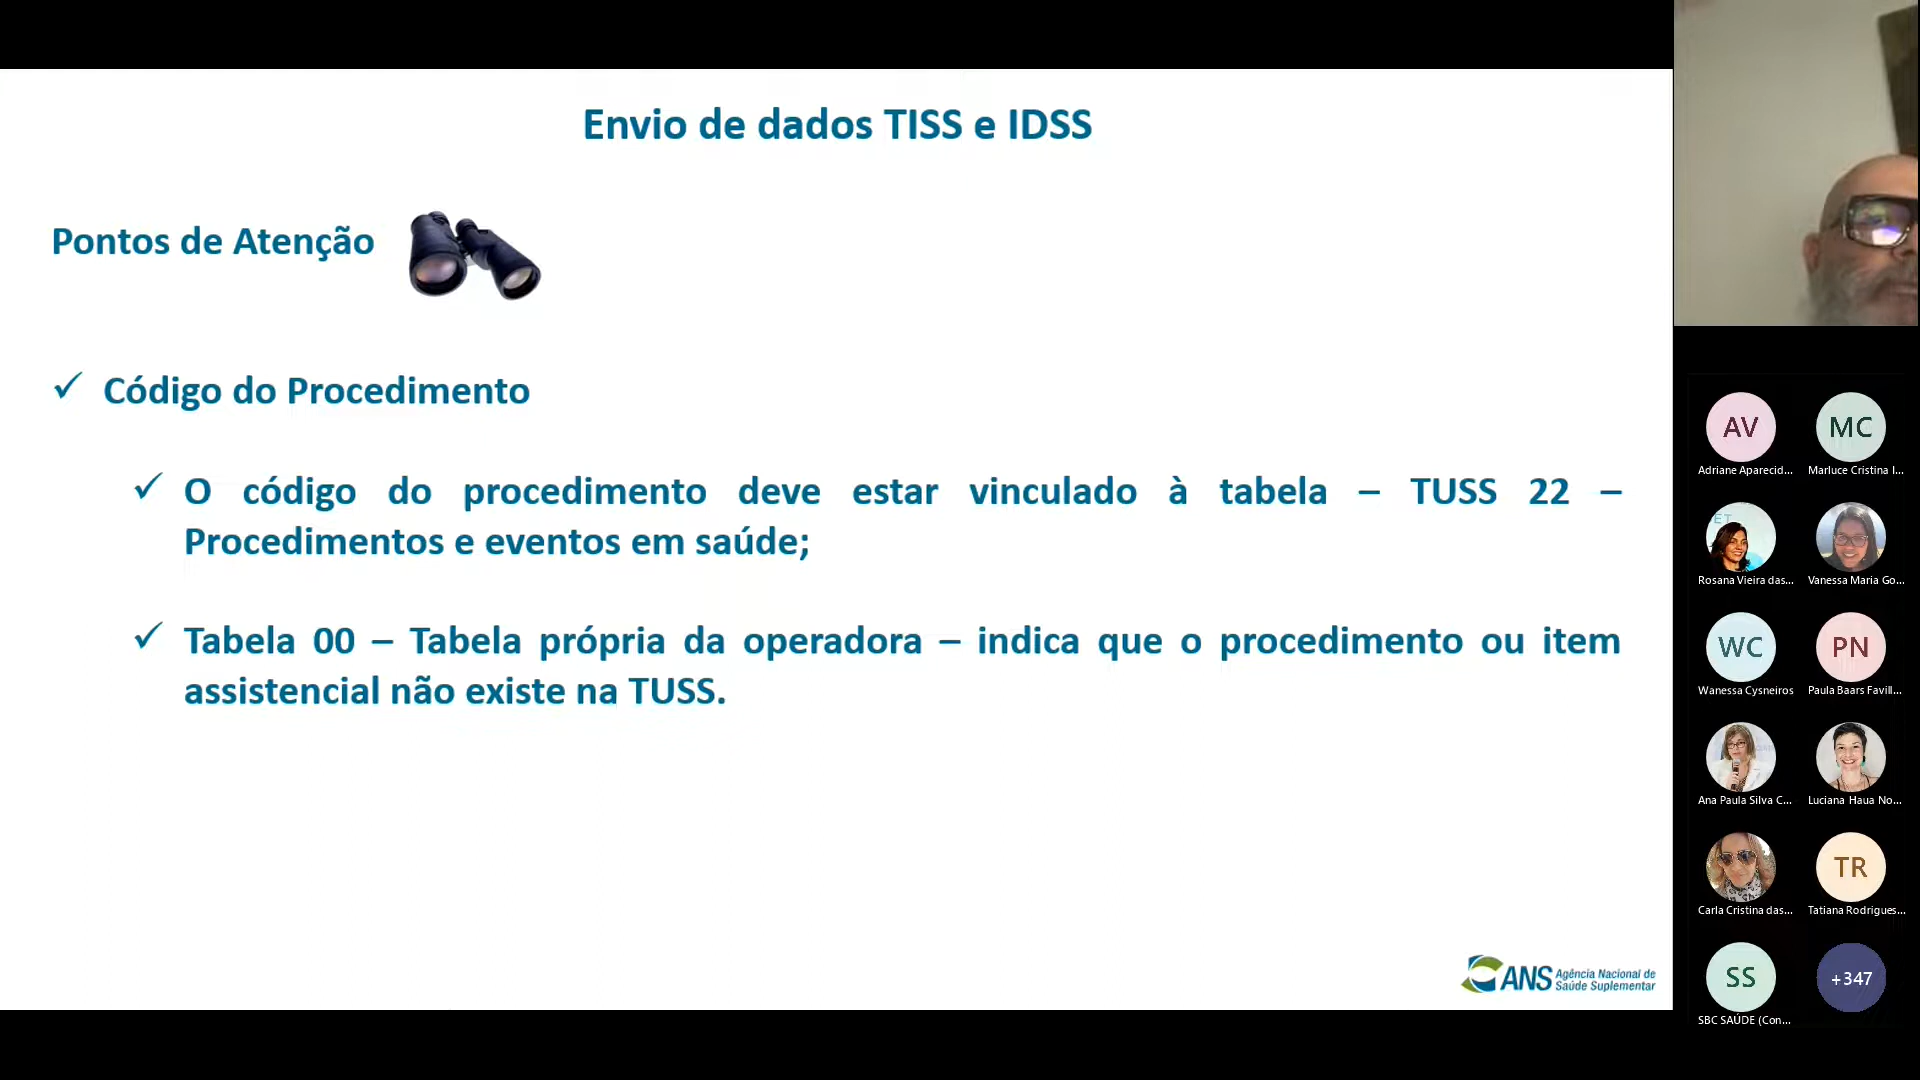 Envio de dados TISS e IDSS
Pontos de Atenção
✓ Código do Procedimento
✓ O código do procedimento deve estar vinculado à tabela – TUSS 22 –
Procedimentos e eventos em saúde;
✓ Tabela 00 – Tabela própria da operadora – indica que o procedimento ou item
assistencial não existe na TUSS.
ANS Agência Nacional de
Saúde Suplementar
AV
MC
Adriane Aparecid...
Marluce Cristina I...
ET
Rosana Vieira das...
Vanessa Maria Go...
WC
PN
Wanessa Cysneiros
Paula Baars Favill...
Ana Paula Silva C...
Luciana Haua No...
TR
Carla Cristina das...
Tatiana Rodrigues...
SS
+347
SBC SAÚDE (Con...